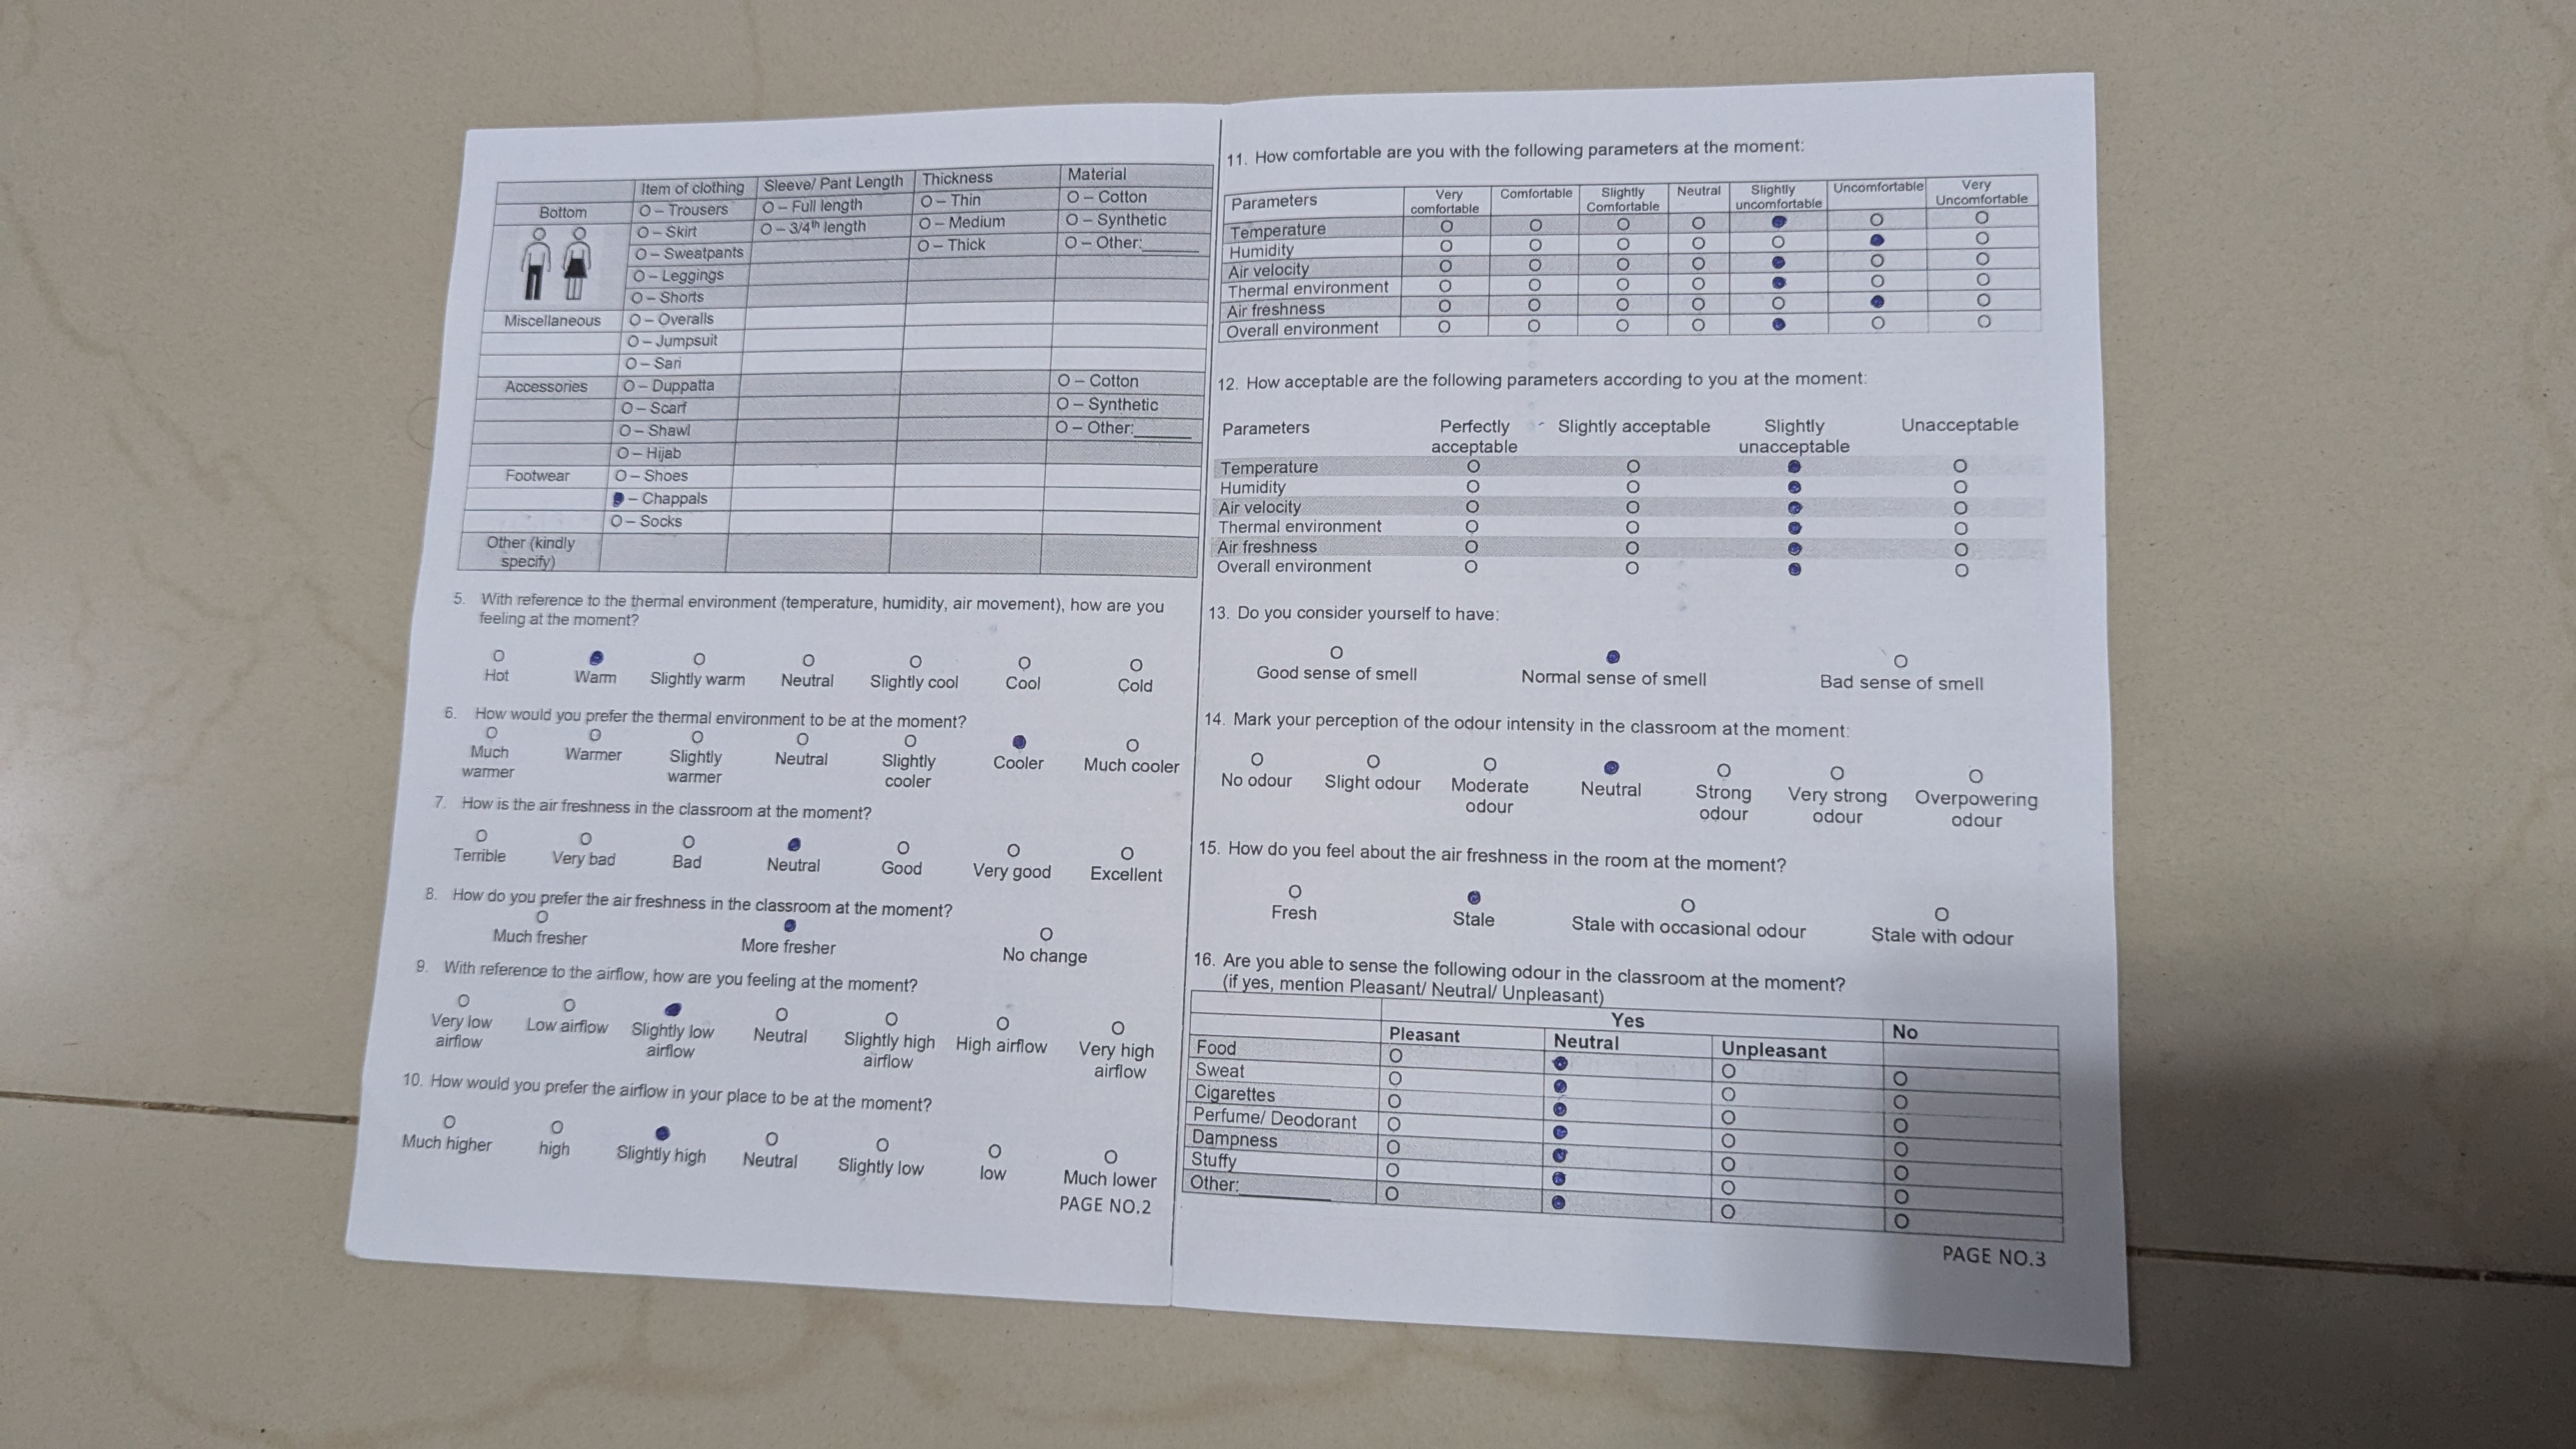 Item of clothing Sleeve/ Pant Length Thickness Material
Bottom O – Trousers O – Full length O – Thin O – Cotton
O – Skirt O – 3/4th length O – Medium O – Synthetic
O – Sweatpants O – Thick O – Other:______
O – Leggings
O – Shorts
Miscellaneous O – Overalls
O – Jumpsuit
O – Sari
Accessories O – Duppatta O – Cotton
O – Scarf O – Synthetic
O – Shawl O – Other:______
O – Hijab
Footwear O – Shoes
– Chappals
O – Socks
Other (kindly
specify)
5. With reference to the thermal environment (temperature, humidity, air movement), how are you
feeling at the moment?
Hot Warm Slightly warm Neutral Slightly cool Cool Cold
6. How would you prefer the thermal environment to be at the moment?
Much Warmer Slightly Neutral Slightly Cooler Much cooler
warmer warmer cooler
7. How is the air freshness in the classroom at the moment?
Terrible Very bad Bad Neutral Good Very good Excellent
8. How do you prefer the air freshness in the classroom at the moment?
Much fresher More fresher No change
9. With reference to the airflow, how are you feeling at the moment?
Very low Low airflow Slightly low Neutral Slightly high High airflow Very high
airflow airflow airflow airflow
10. How would you prefer the airflow in your place to be at the moment?
Much higher high Slightly high Neutral Slightly low low Much lower
PAGE NO.2
11. How comfortable are you with the following parameters at the moment:
Parameters Very Comfortable Slightly Neutral Slightly Uncomfortable Very
comfortable Comfortable uncomfortable Uncomfortable
Temperature
Humidity
Air velocity
Thermal environment
Air freshness
Overall environment
12. How acceptable are the following parameters according to you at the moment:
Parameters Perfectly Slightly acceptable Slightly Unacceptable
acceptable unacceptable
Temperature
Humidity
Air velocity
Thermal environment
Air freshness
Overall environment
13. Do you consider yourself to have:
Good sense of smell Normal sense of smell Bad sense of smell
14. Mark your perception of the odour intensity in the classroom at the moment:
No odour Slight odour Moderate Neutral Strong Very strong Overpowering
odour odour odour odour
15. How do you feel about the air freshness in the room at the moment?
Fresh Stale Stale with occasional odour Stale with odour
16. Are you able to sense the following odour in the classroom at the moment?
(if yes, mention Pleasant/ Neutral/ Unpleasant)
Yes No
Pleasant Neutral Unpleasant
Food
Sweat
Cigarettes
Perfume/ Deodorant
Dampness
Stuffy
Other:__________
PAGE NO.3